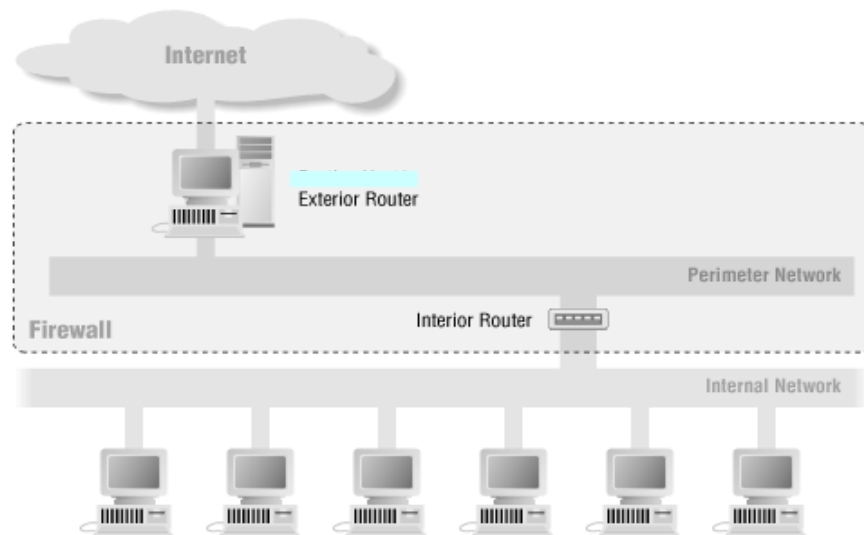 Internet
Exterior Router
Perimeter Network
Interior Router
Firewall
Internal Network